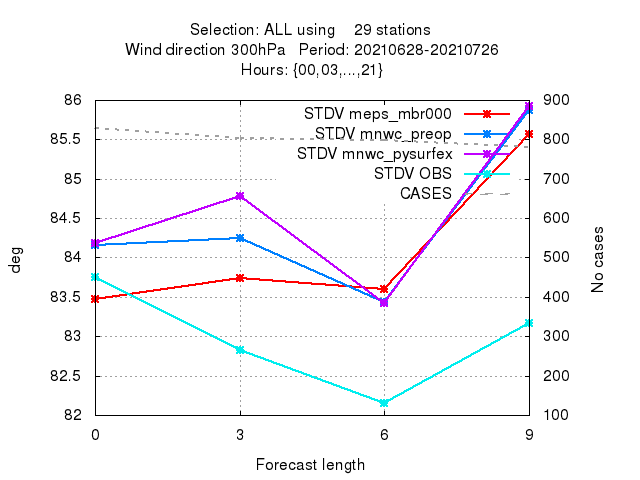 Selection: ALL using 29 stations
Wind direction 300hPa Period: 20210628-20210726
Hours: {00,03,...,21}
86 900
STDV meps_mbr000
85.5 800
STDV mnwc_preop
STDV mnwc_pysurfex
85 700
STDV OBS
CASES
84.5 600
84 500
deg
No cases
83.5 400
83 300
82.5 200
82 100
0 3 6 9
Forecast length